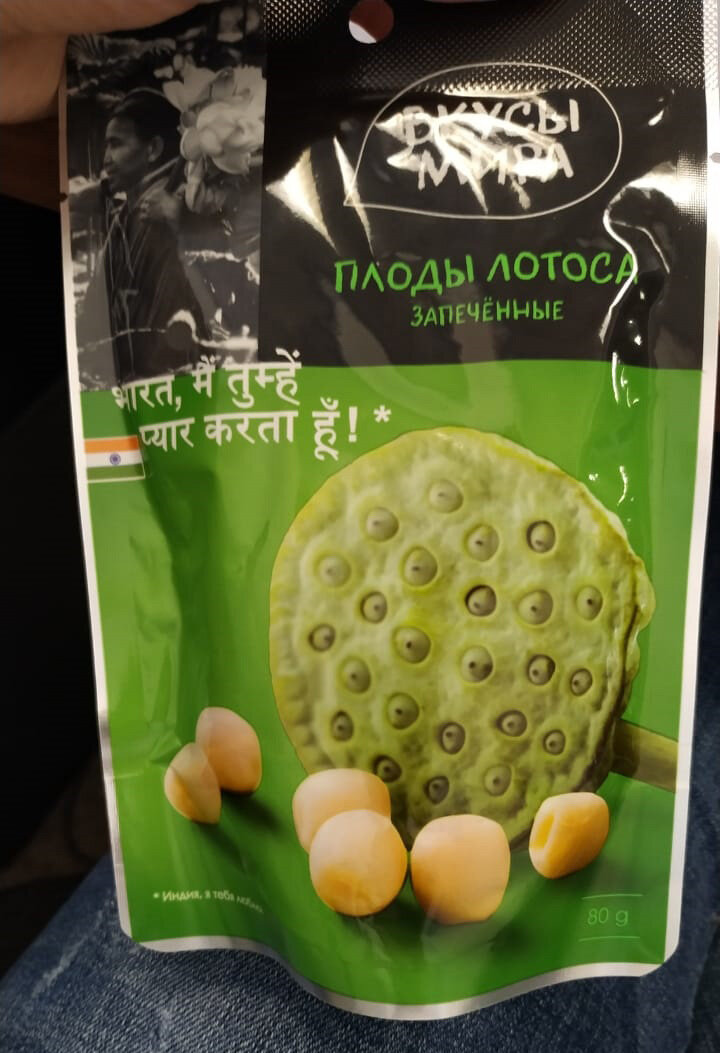 ВКУСЫ
МИРА
ПЛОДЫ ЛОТОСА
ЗАПЕЧЁННЫЕ
भारत, मैं तुम्हें
प्यार करता हूँ! *
* Индия, я тебя люблю
80 g